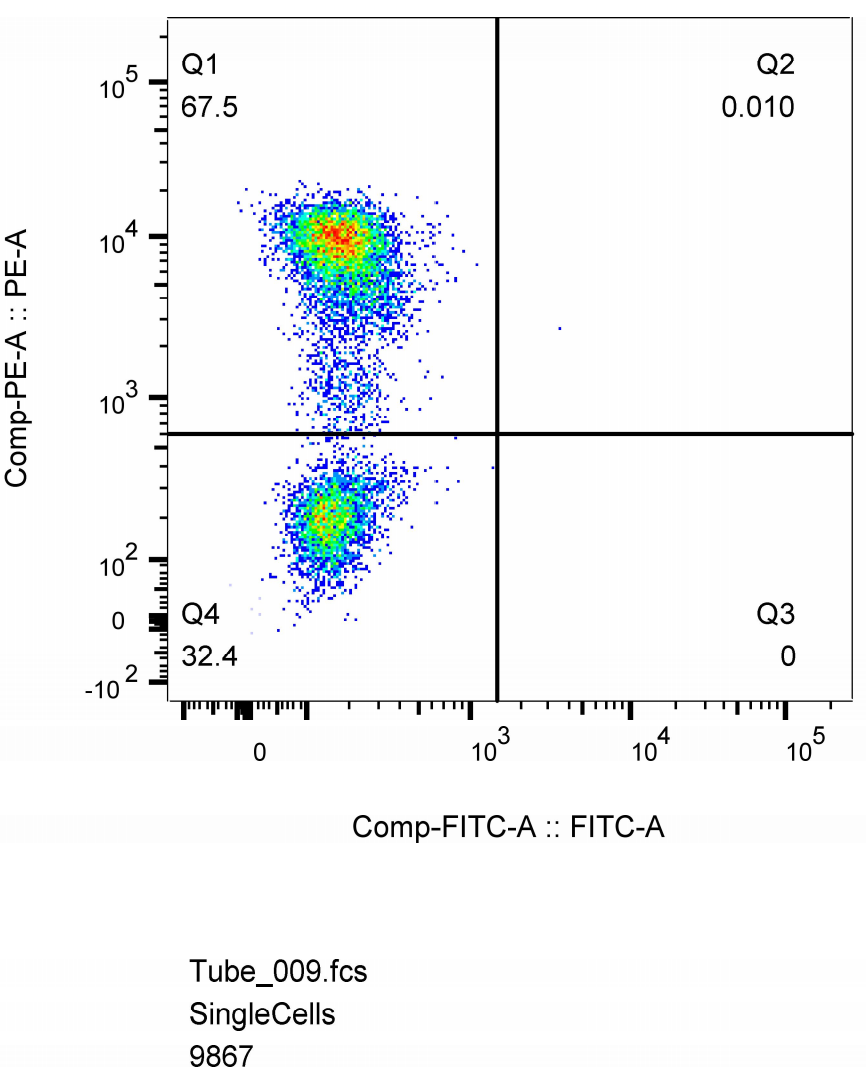 Q1
67.5
Q2
0.010
10^5
10^4
10^3
10^2
0
-10^2
Comp-PE-A :: PE-A
Q4
32.4
Q3
0
0
10^3
10^4
10^5
Comp-FITC-A :: FITC-A
Tube_009.fcs
SingleCells
9867